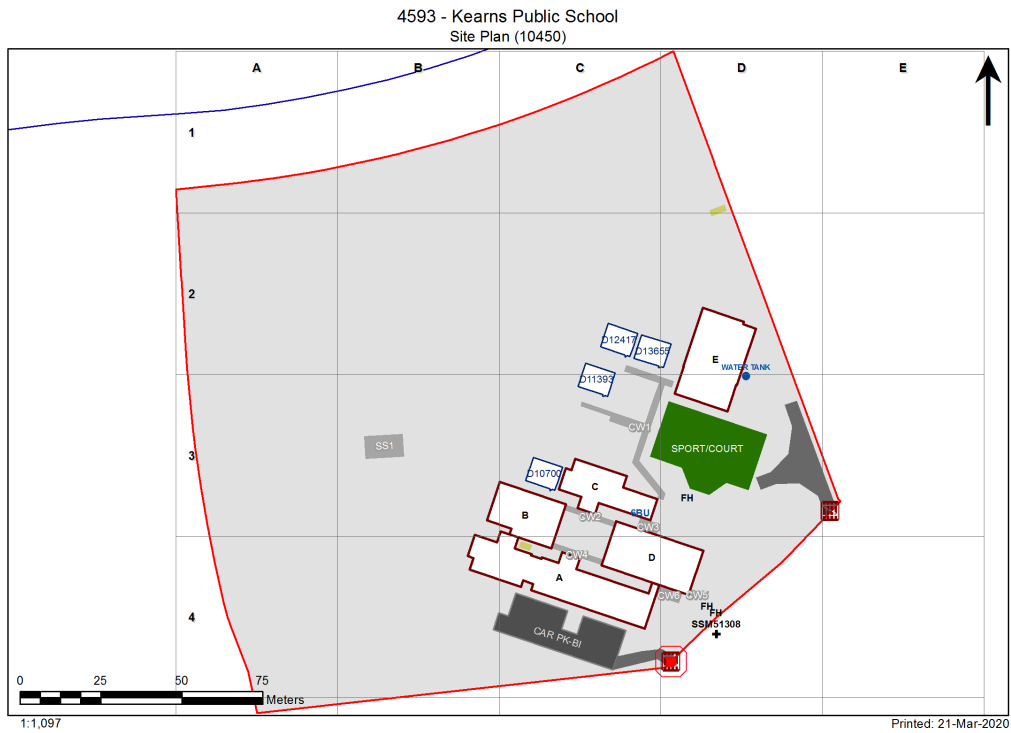 4593 - Kearns Public School
Site Plan (10450)
A B C D E
1
2
D12417
D13655
E
WATER TANK
D11393
CW1
SPORT/COURT
SS1
3
D10700
C
FH
B
6BU
CW2
CW3
CW4
D
A
CW6 CW5
FH
FH
4
SSM51308
CAR PK-BI
0 25 50 75
Meters
1:1,097
Printed: 21-Mar-2020